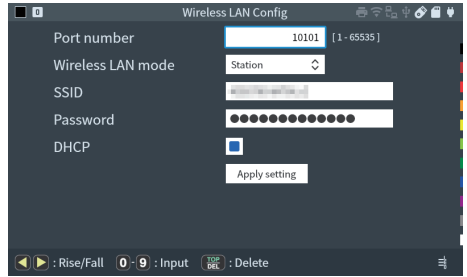 0
Wireless LAN Config
Port number 10101 [ 1 - 65535 ]
Wireless LAN mode Station
SSID
Password ●●●●●●●●●●●●●
DHCP
Apply setting
: Rise/Fall 0 - 9 : Input TOP DEL : Delete